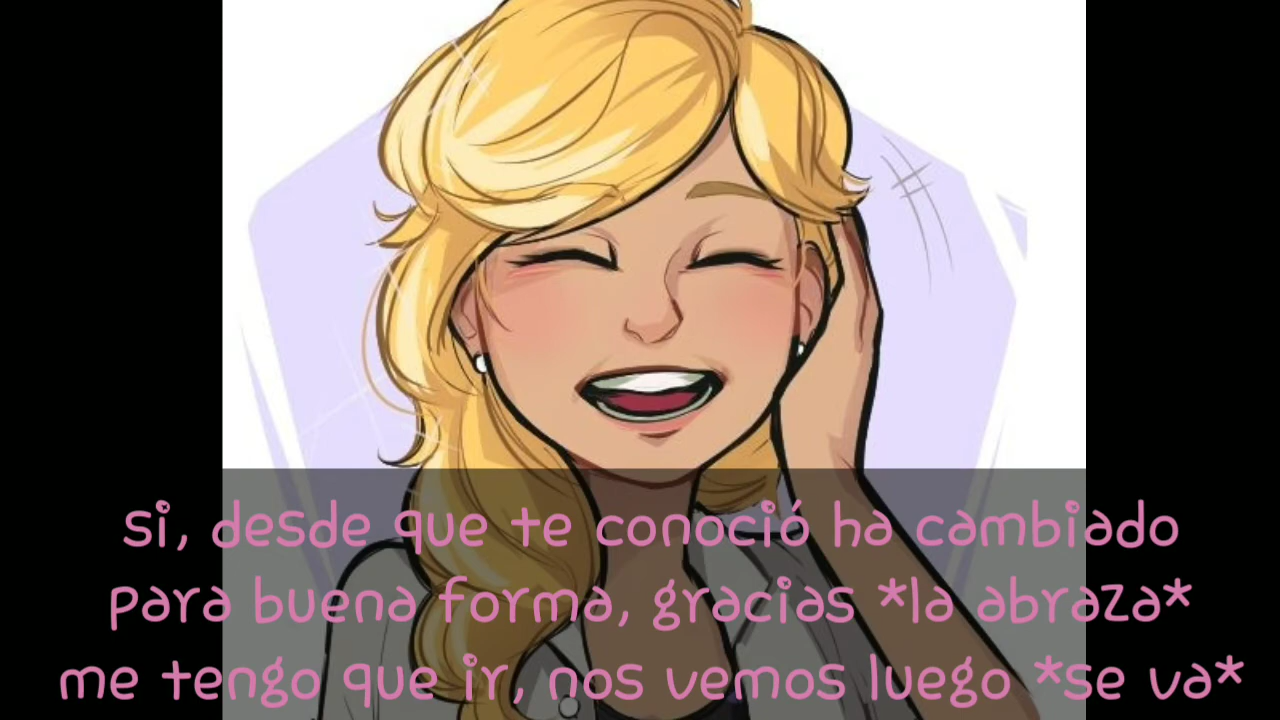 si, desde que te conoció ha cambiado
para buena forma, gracias *la abraza*
me tengo que ir, nos vemos luego *se va*